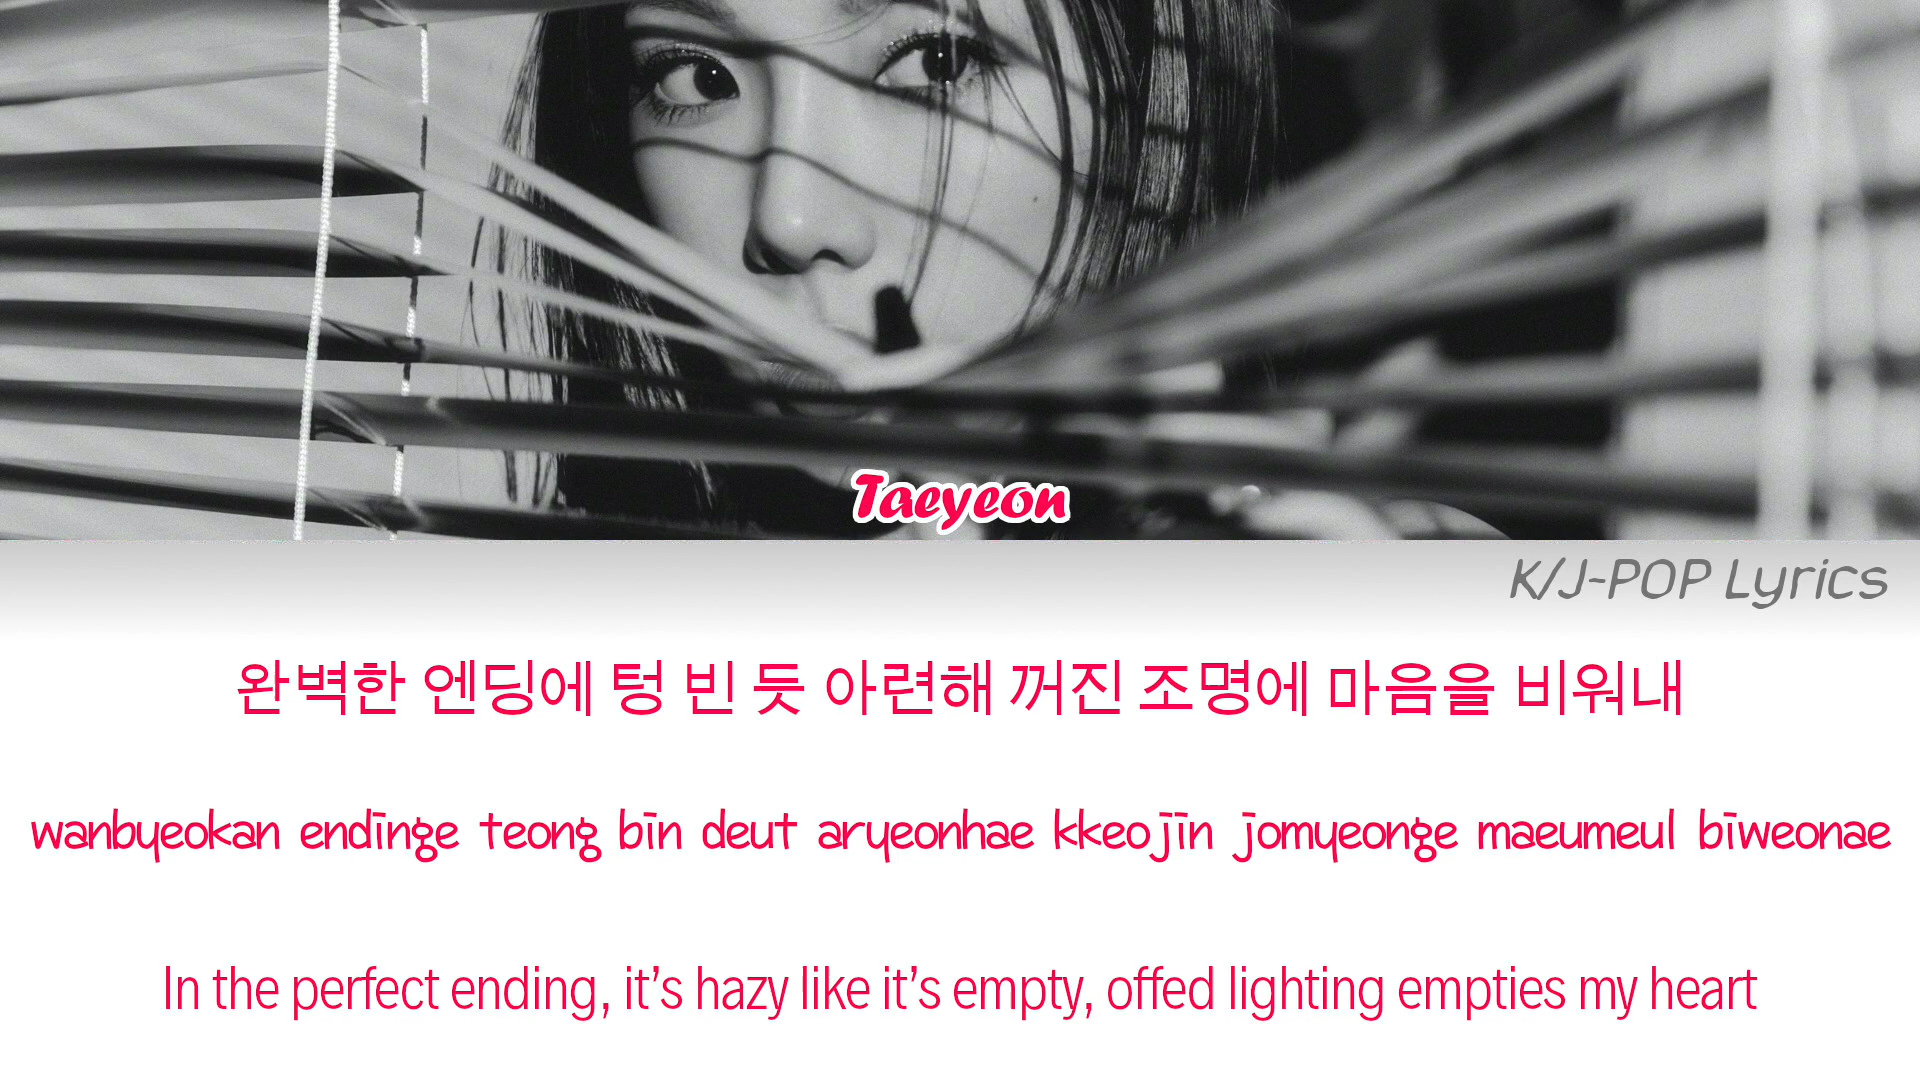 Taeyeon
K/J-POP Lyrics
완벽한 엔딩에 텅 빈 듯 아련해 꺼진 조명에 마음을 비워내
wanbyeokan endinge teong bin deut aryeonhae kkeojin jomyeonge maeumeul biweonae
In the perfect ending, it’s hazy like it’s empty, offed lighting empties my heart